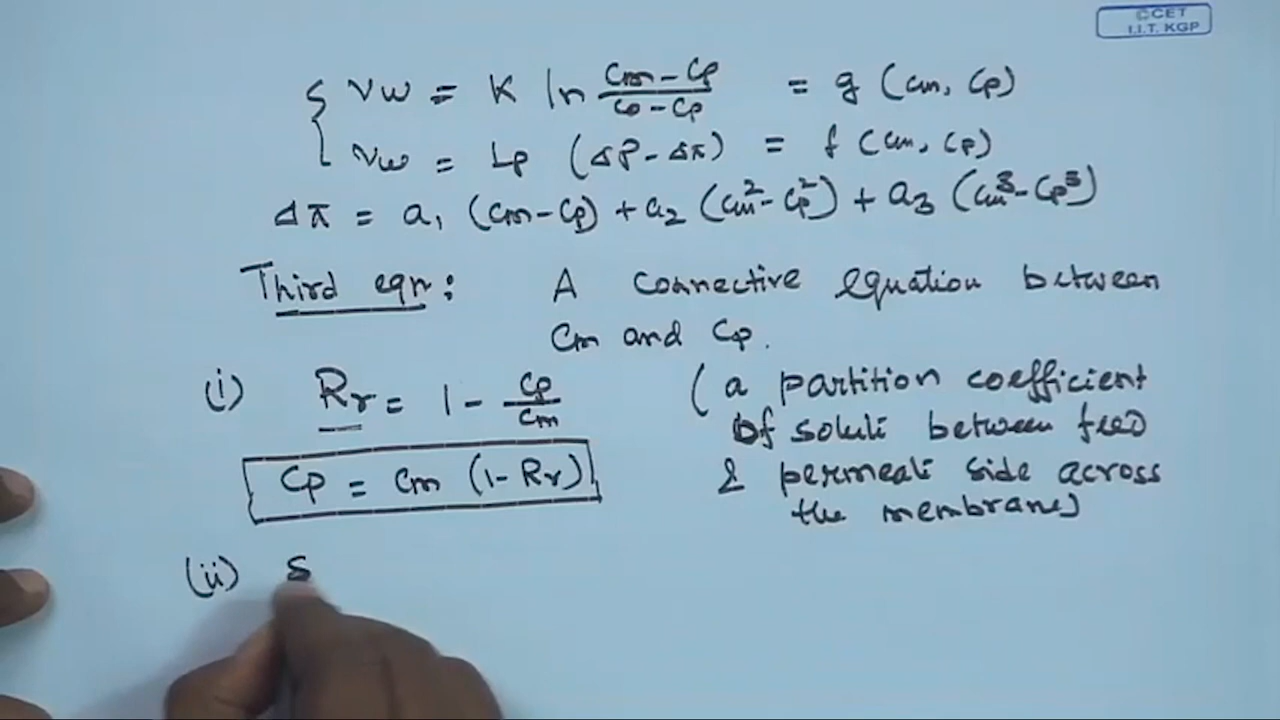 ©CET
I.I.T. KGP
vw = K ln (cm - cp)/(co - cp) = g (cm, cp)
vw = Lp (ΔP - Δπ) = f (cm, cp)
Δπ = a1 (cm - cp) + a2 (cm² - cp²) + a3 (cm³ - cp³)
Third eqn: A connective equation between
Cm and Cp.
(i) Rr = 1 - cp/cm (a partition coefficient
of solute between feed
Cp = Cm (1 - Rr) & permeate side across
the membrane)
(ii) S